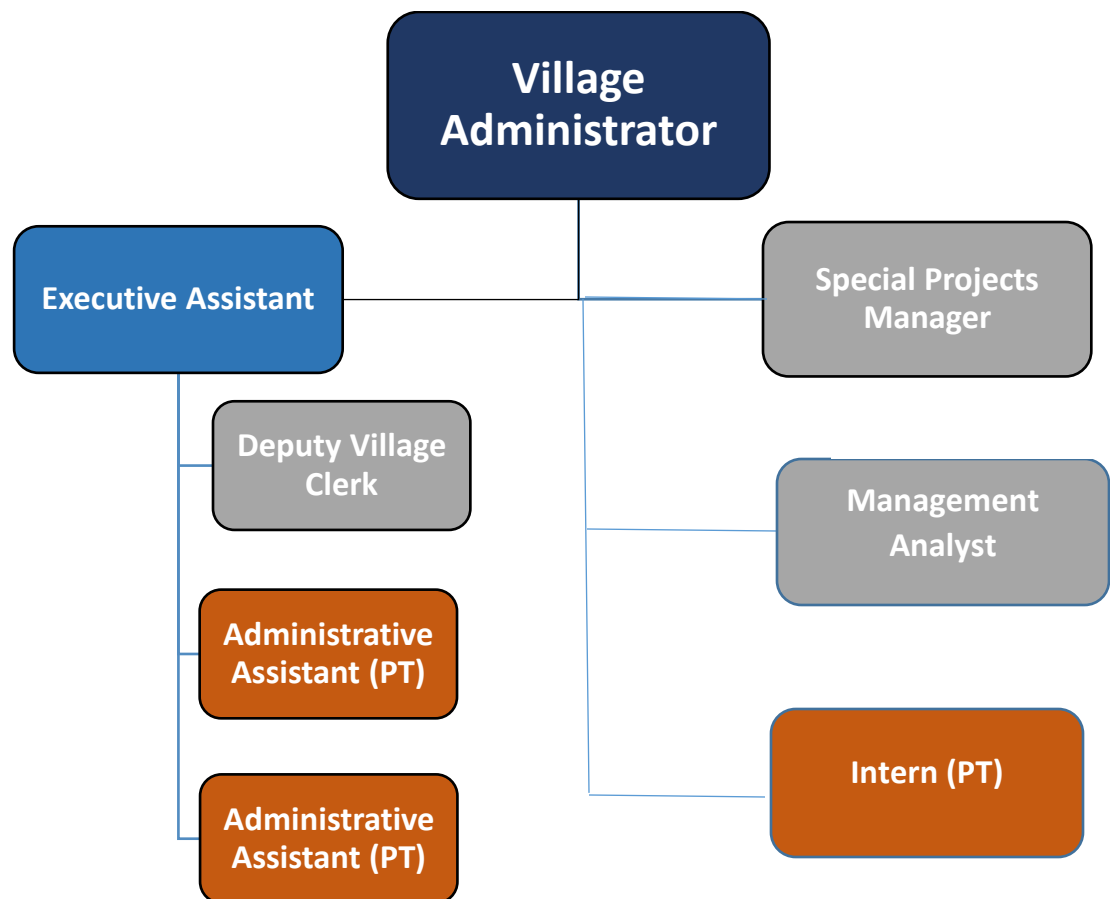 Village
Administrator
Executive Assistant
Special Projects
Manager
Deputy Village
Clerk
Management
Analyst
Administrative
Assistant (PT)
Intern (PT)
Administrative
Assistant (PT)